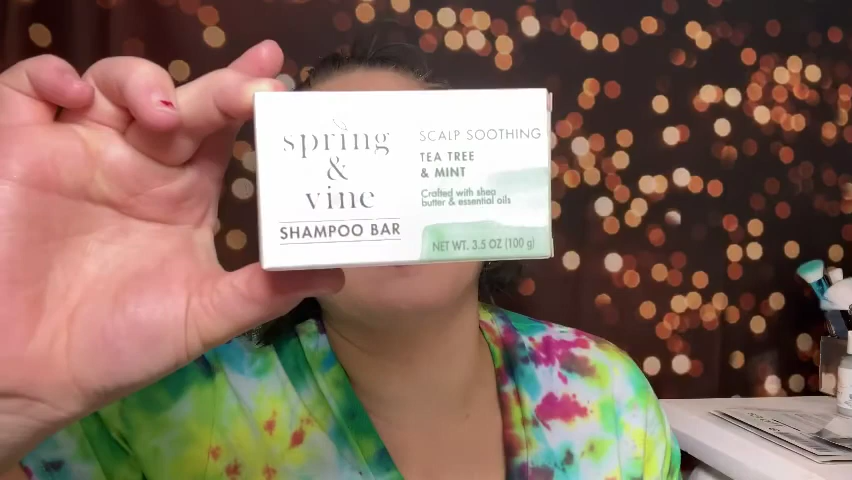 spring
&
vine
SHAMPOO BAR
SCALP SOOTHING
TEA TREE
& MINT
Crafted with shea
butter & essential oils
NET WT. 3.5 OZ (100 g)